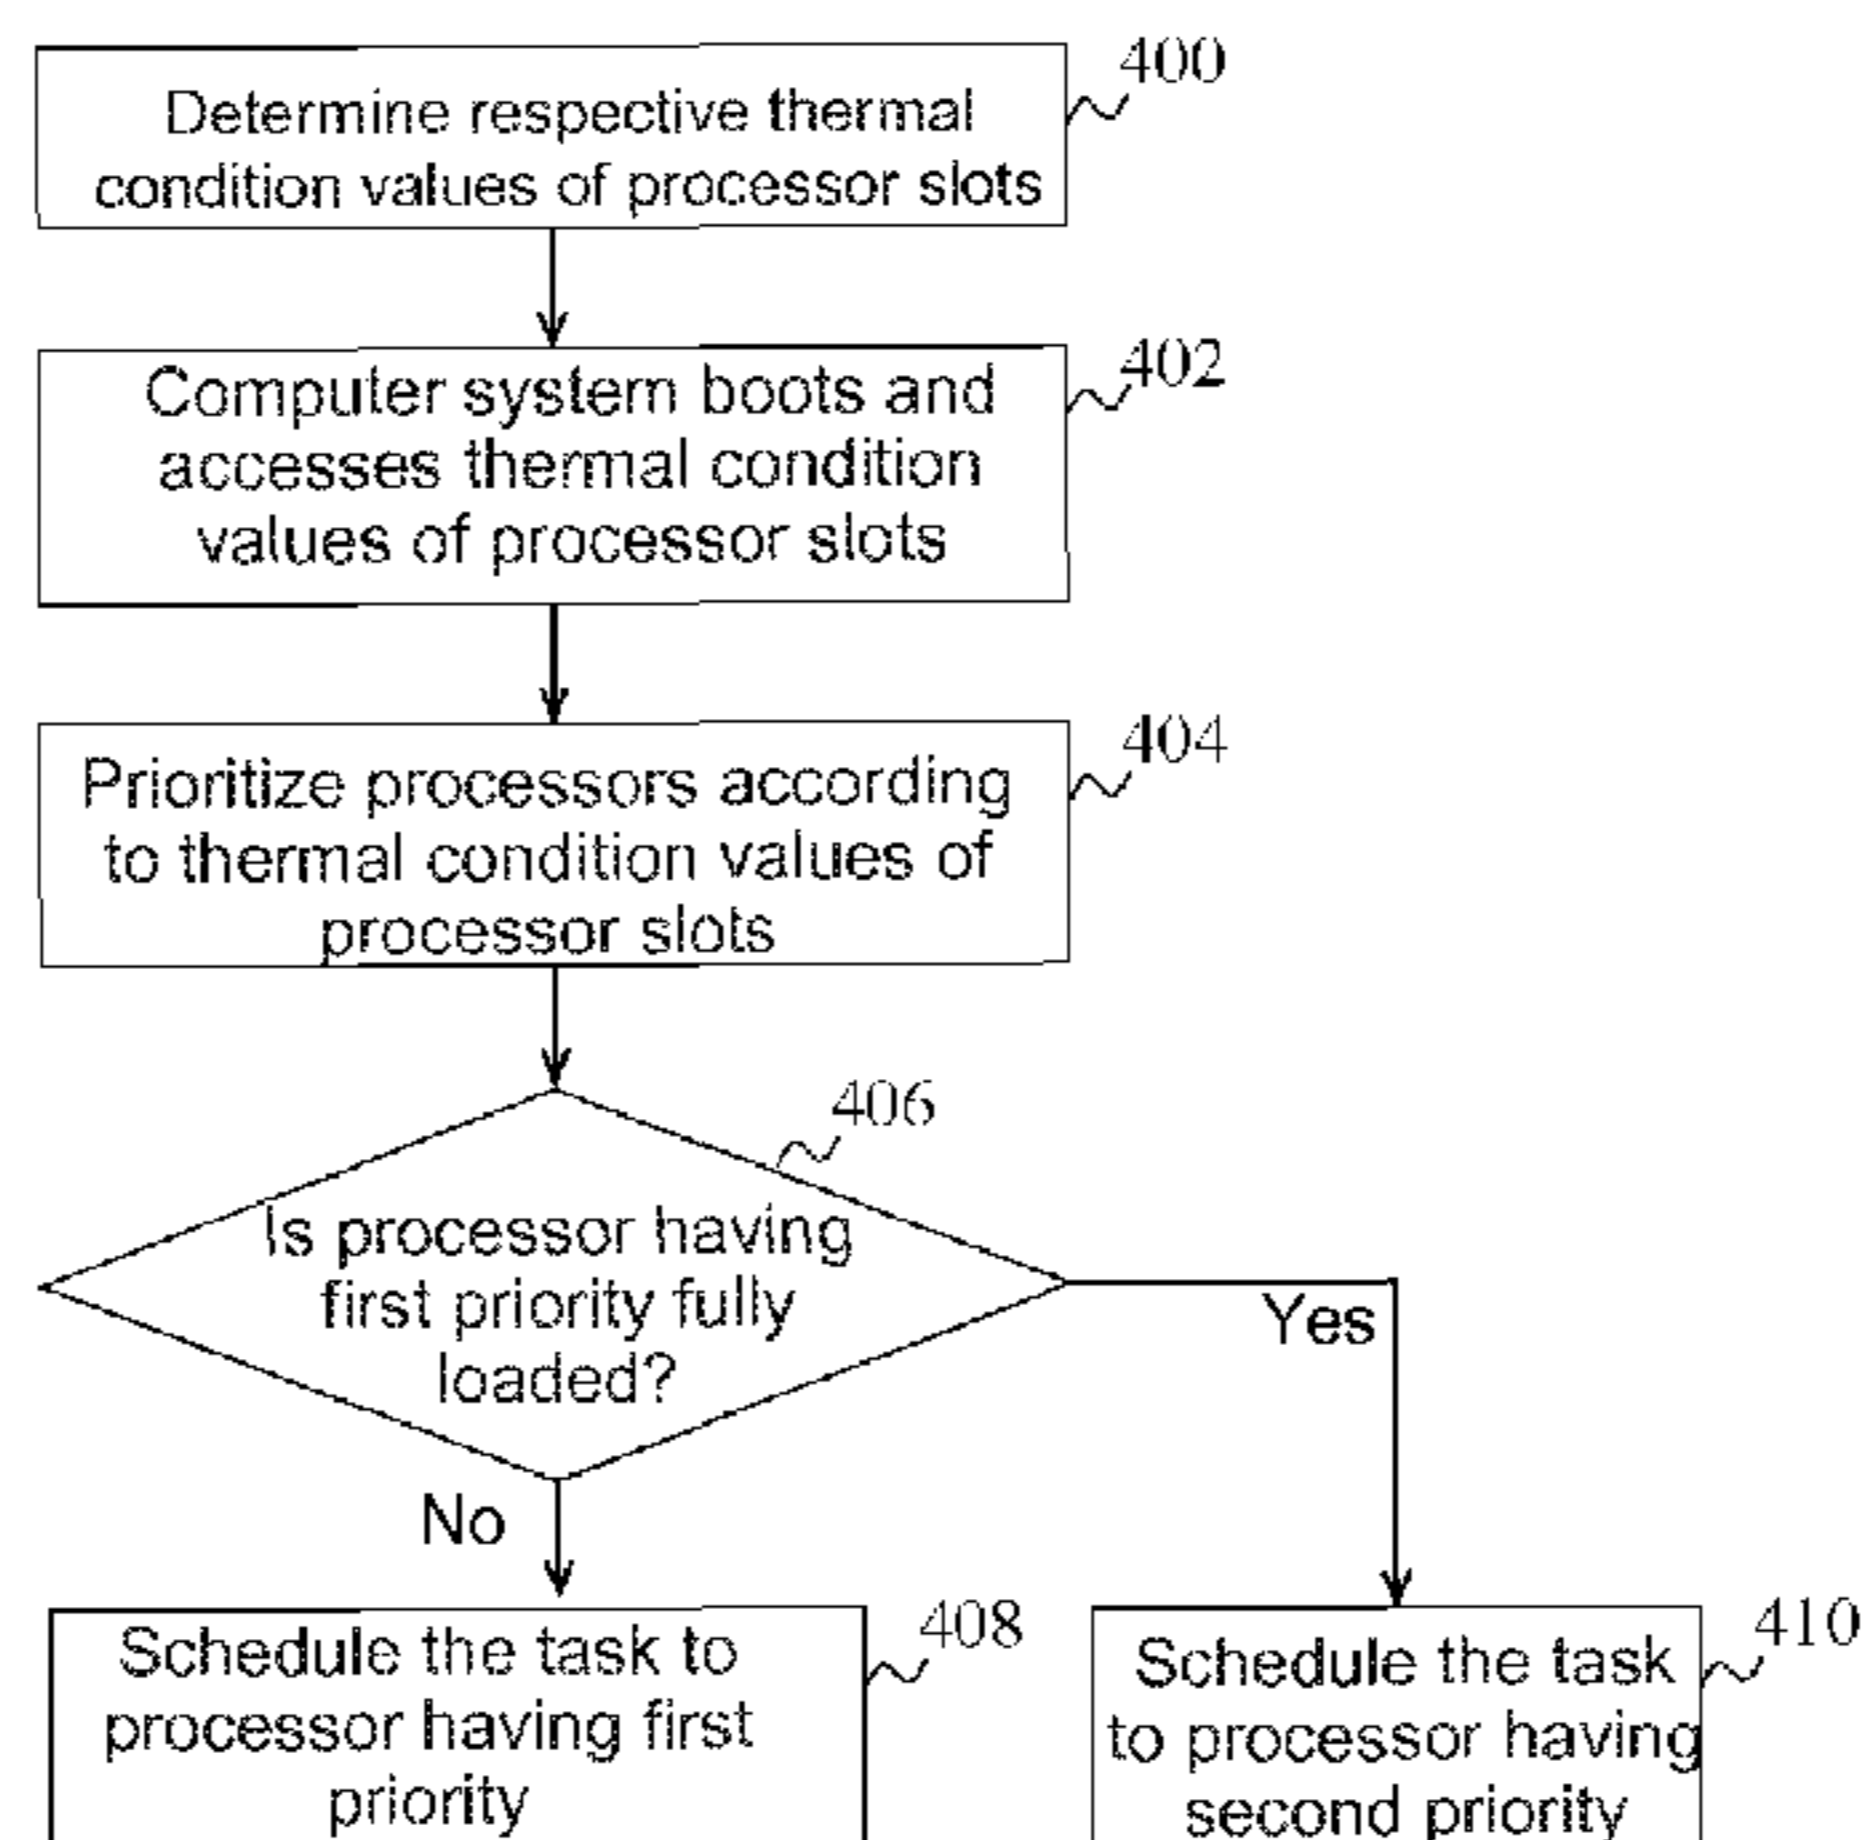 400
Determine respective thermal
condition values of processor slots
402
Computer system boots and
accesses thermal condition
values of processor slots
404
Prioritize processors according
to thermal condition values of
processor slots
406
Is processor having
first priority fully
loaded?
Yes
No
408
Schedule the task to
processor having first
priority
410
Schedule the task
to processor having
second priority